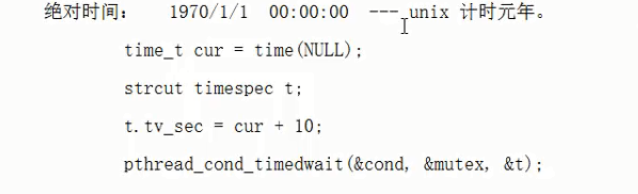 绝对时间： 1970/1/1 00:00:00 --- unix 计时元年。
time_t cur = time(NULL);
strcut timespec t;
t.tv_sec = cur + 10;
pthread_cond_timedwait(&cond, &mutex, &t);